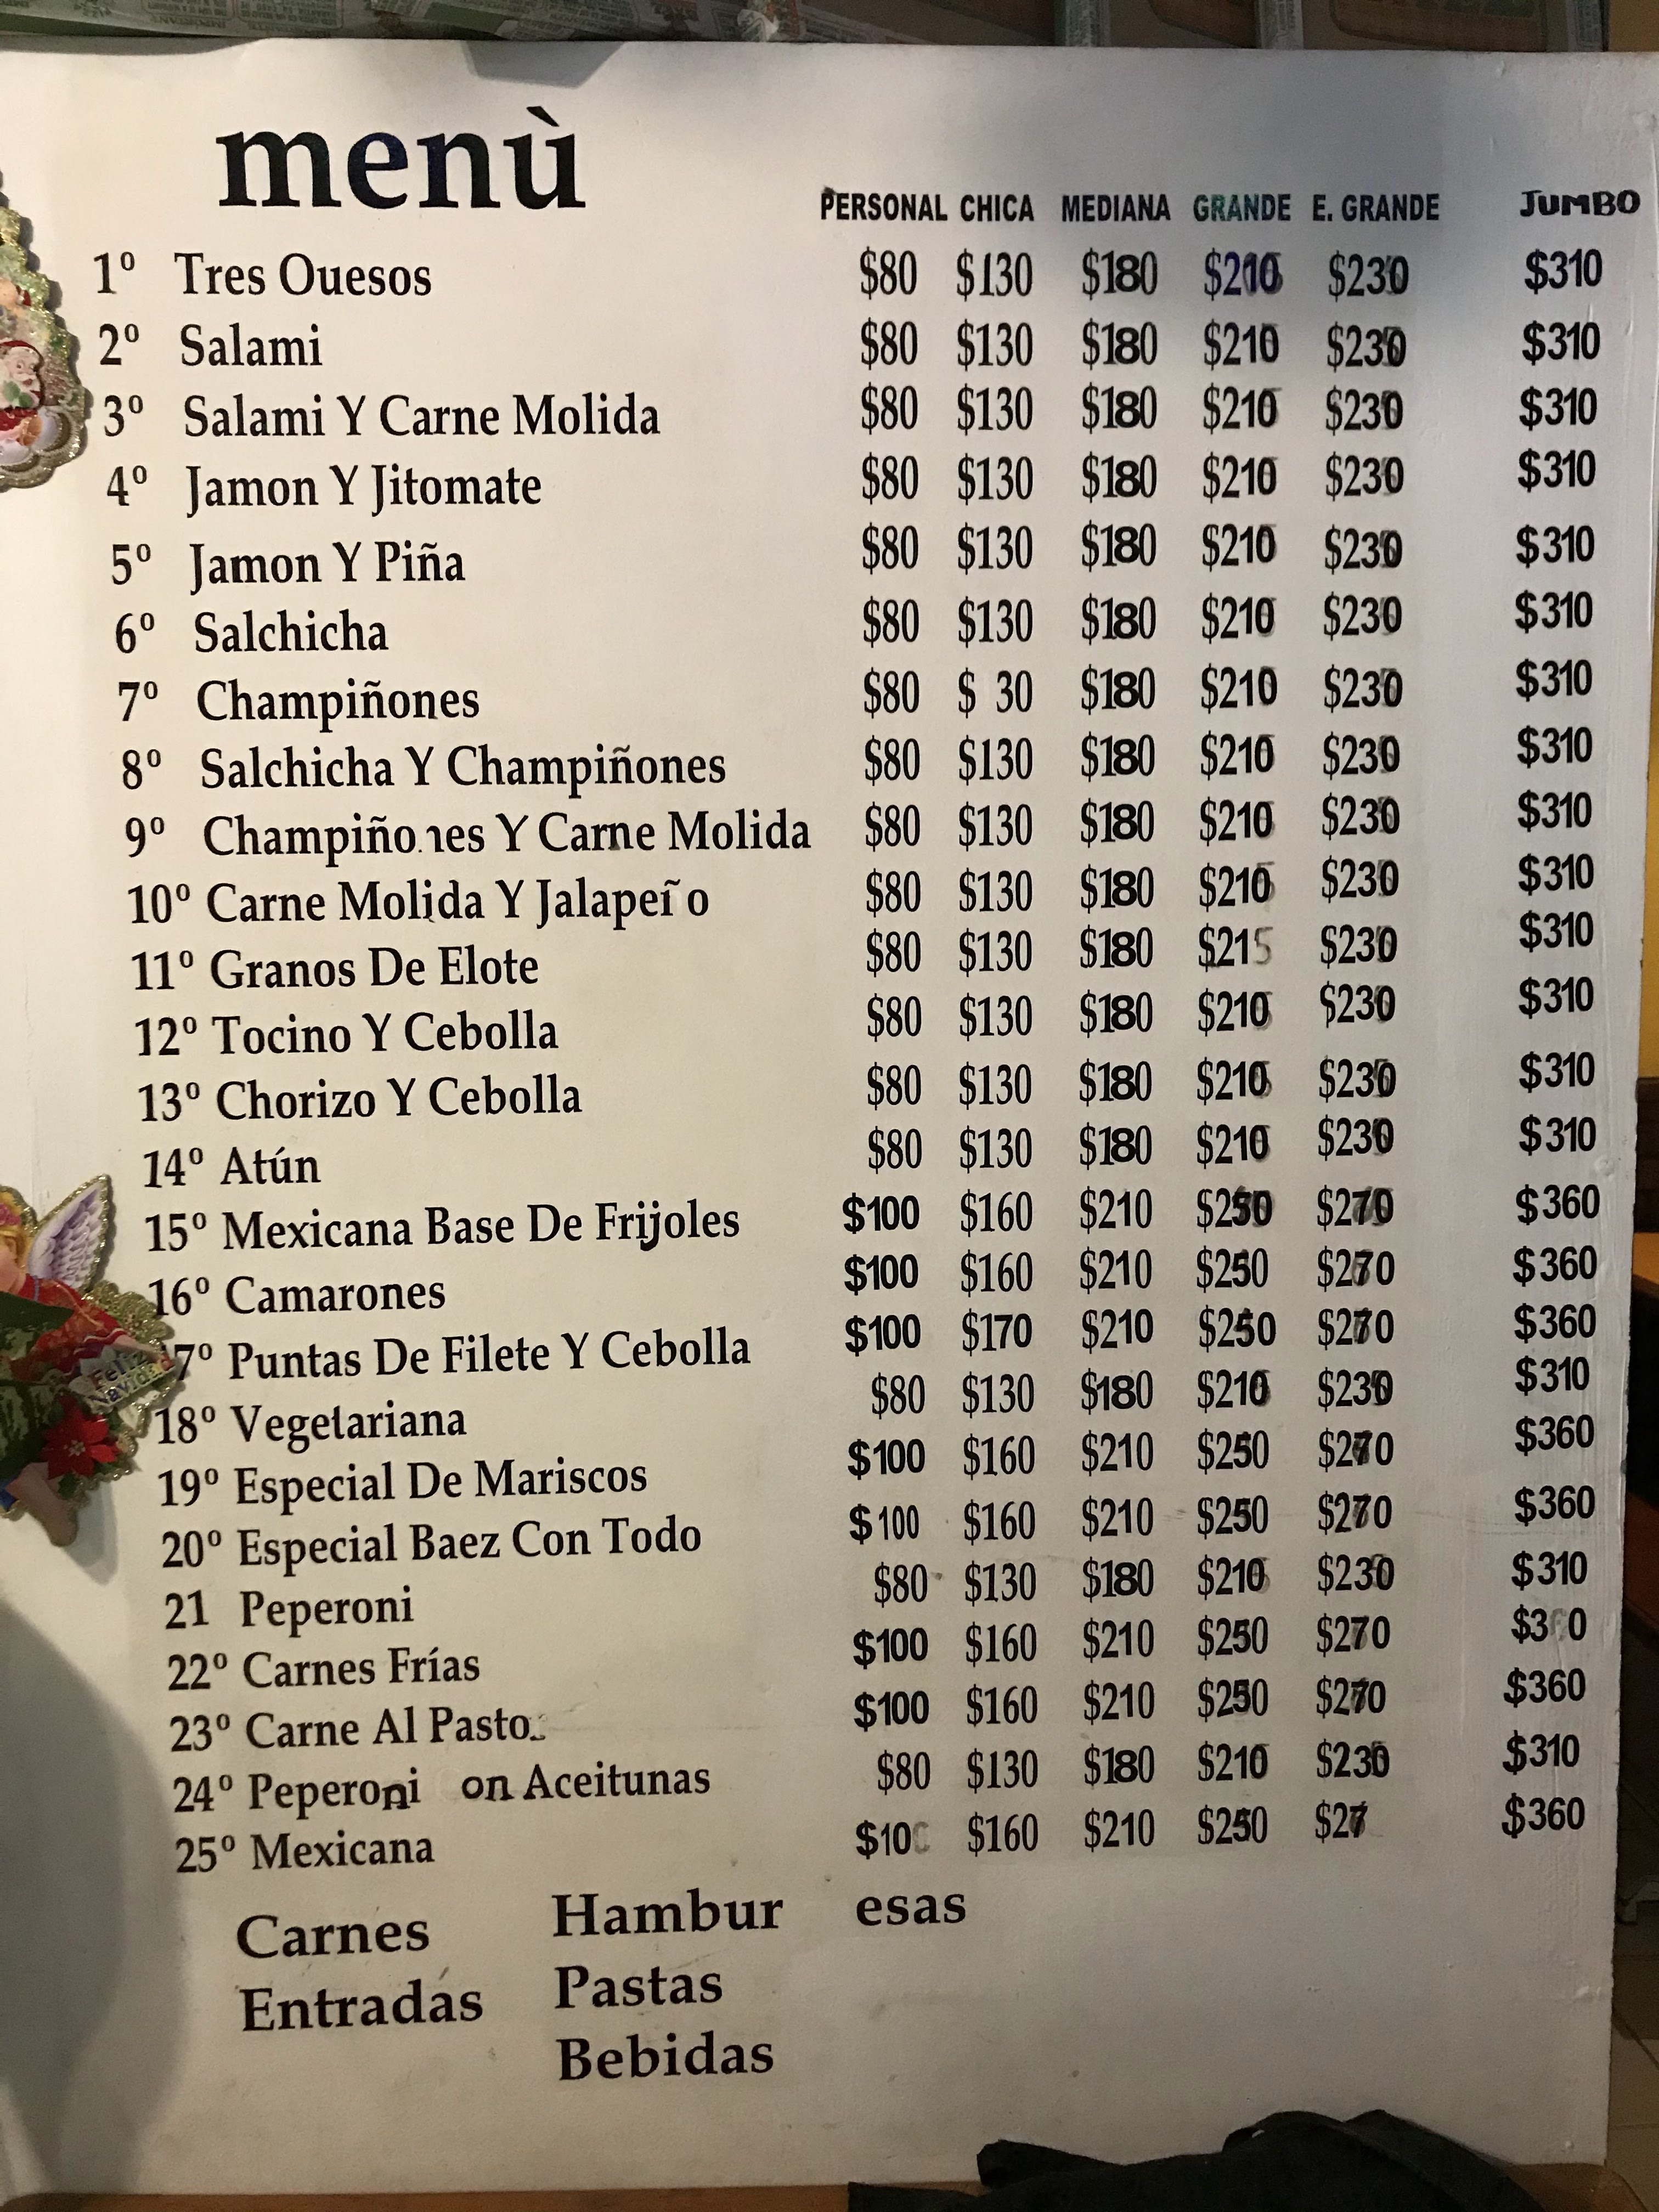 menù
PERSONAL CHICA MEDIANA GRANDE E. GRANDE JUMBO
1º Tres Ouesos $80 $130 $180 $210 $230 $310
2º Salami $80 $130 $180 $210 $230 $310
3º Salami Y Carne Molida $80 $130 $180 $210 $230 $310
4º Jamon Y Jitomate $80 $130 $180 $210 $230 $310
5º Jamon Y Piña $80 $130 $180 $210 $230 $310
6º Salchicha $80 $130 $180 $210 $230 $310
7º Champiñones $80 $ 30 $180 $210 $230 $310
8º Salchicha Y Champiñones $80 $130 $180 $210 $230 $310
9º Champiñones Y Carne Molida $80 $130 $180 $210 $230 $310
10º Carne Molida Y Jalapeño $80 $130 $180 $210 $230 $310
11º Granos De Elote $80 $130 $180 $215 $230 $310
12º Tocino Y Cebolla $80 $130 $180 $210 $230 $310
13º Chorizo Y Cebolla $80 $130 $180 $210 $230 $310
14º Atún $80 $130 $180 $210 $230 $310
15º Mexicana Base De Frijoles $100 $160 $210 $250 $270 $360
16º Camarones $100 $160 $210 $250 $270 $360
7º Puntas De Filete Y Cebolla $100 $170 $210 $250 $270 $360
18º Vegetariana $80 $130 $180 $210 $230 $310
19º Especial De Mariscos $100 $160 $210 $250 $270 $360
20º Especial Baez Con Todo $100 $160 $210 $250 $270 $360
21 Peperoni $80 $130 $180 $210 $230 $310
22º Carnes Frías $100 $160 $210 $250 $270 $3 0
23º Carne Al Pasto $100 $160 $210 $250 $270 $360
24º Peperoni on Aceitunas $80 $130 $180 $210 $230 $310
25º Mexicana $100 $160 $210 $250 $27 $360
Carnes Hambur esas
Entradas Pastas
Bebidas
Feliz
Navidad